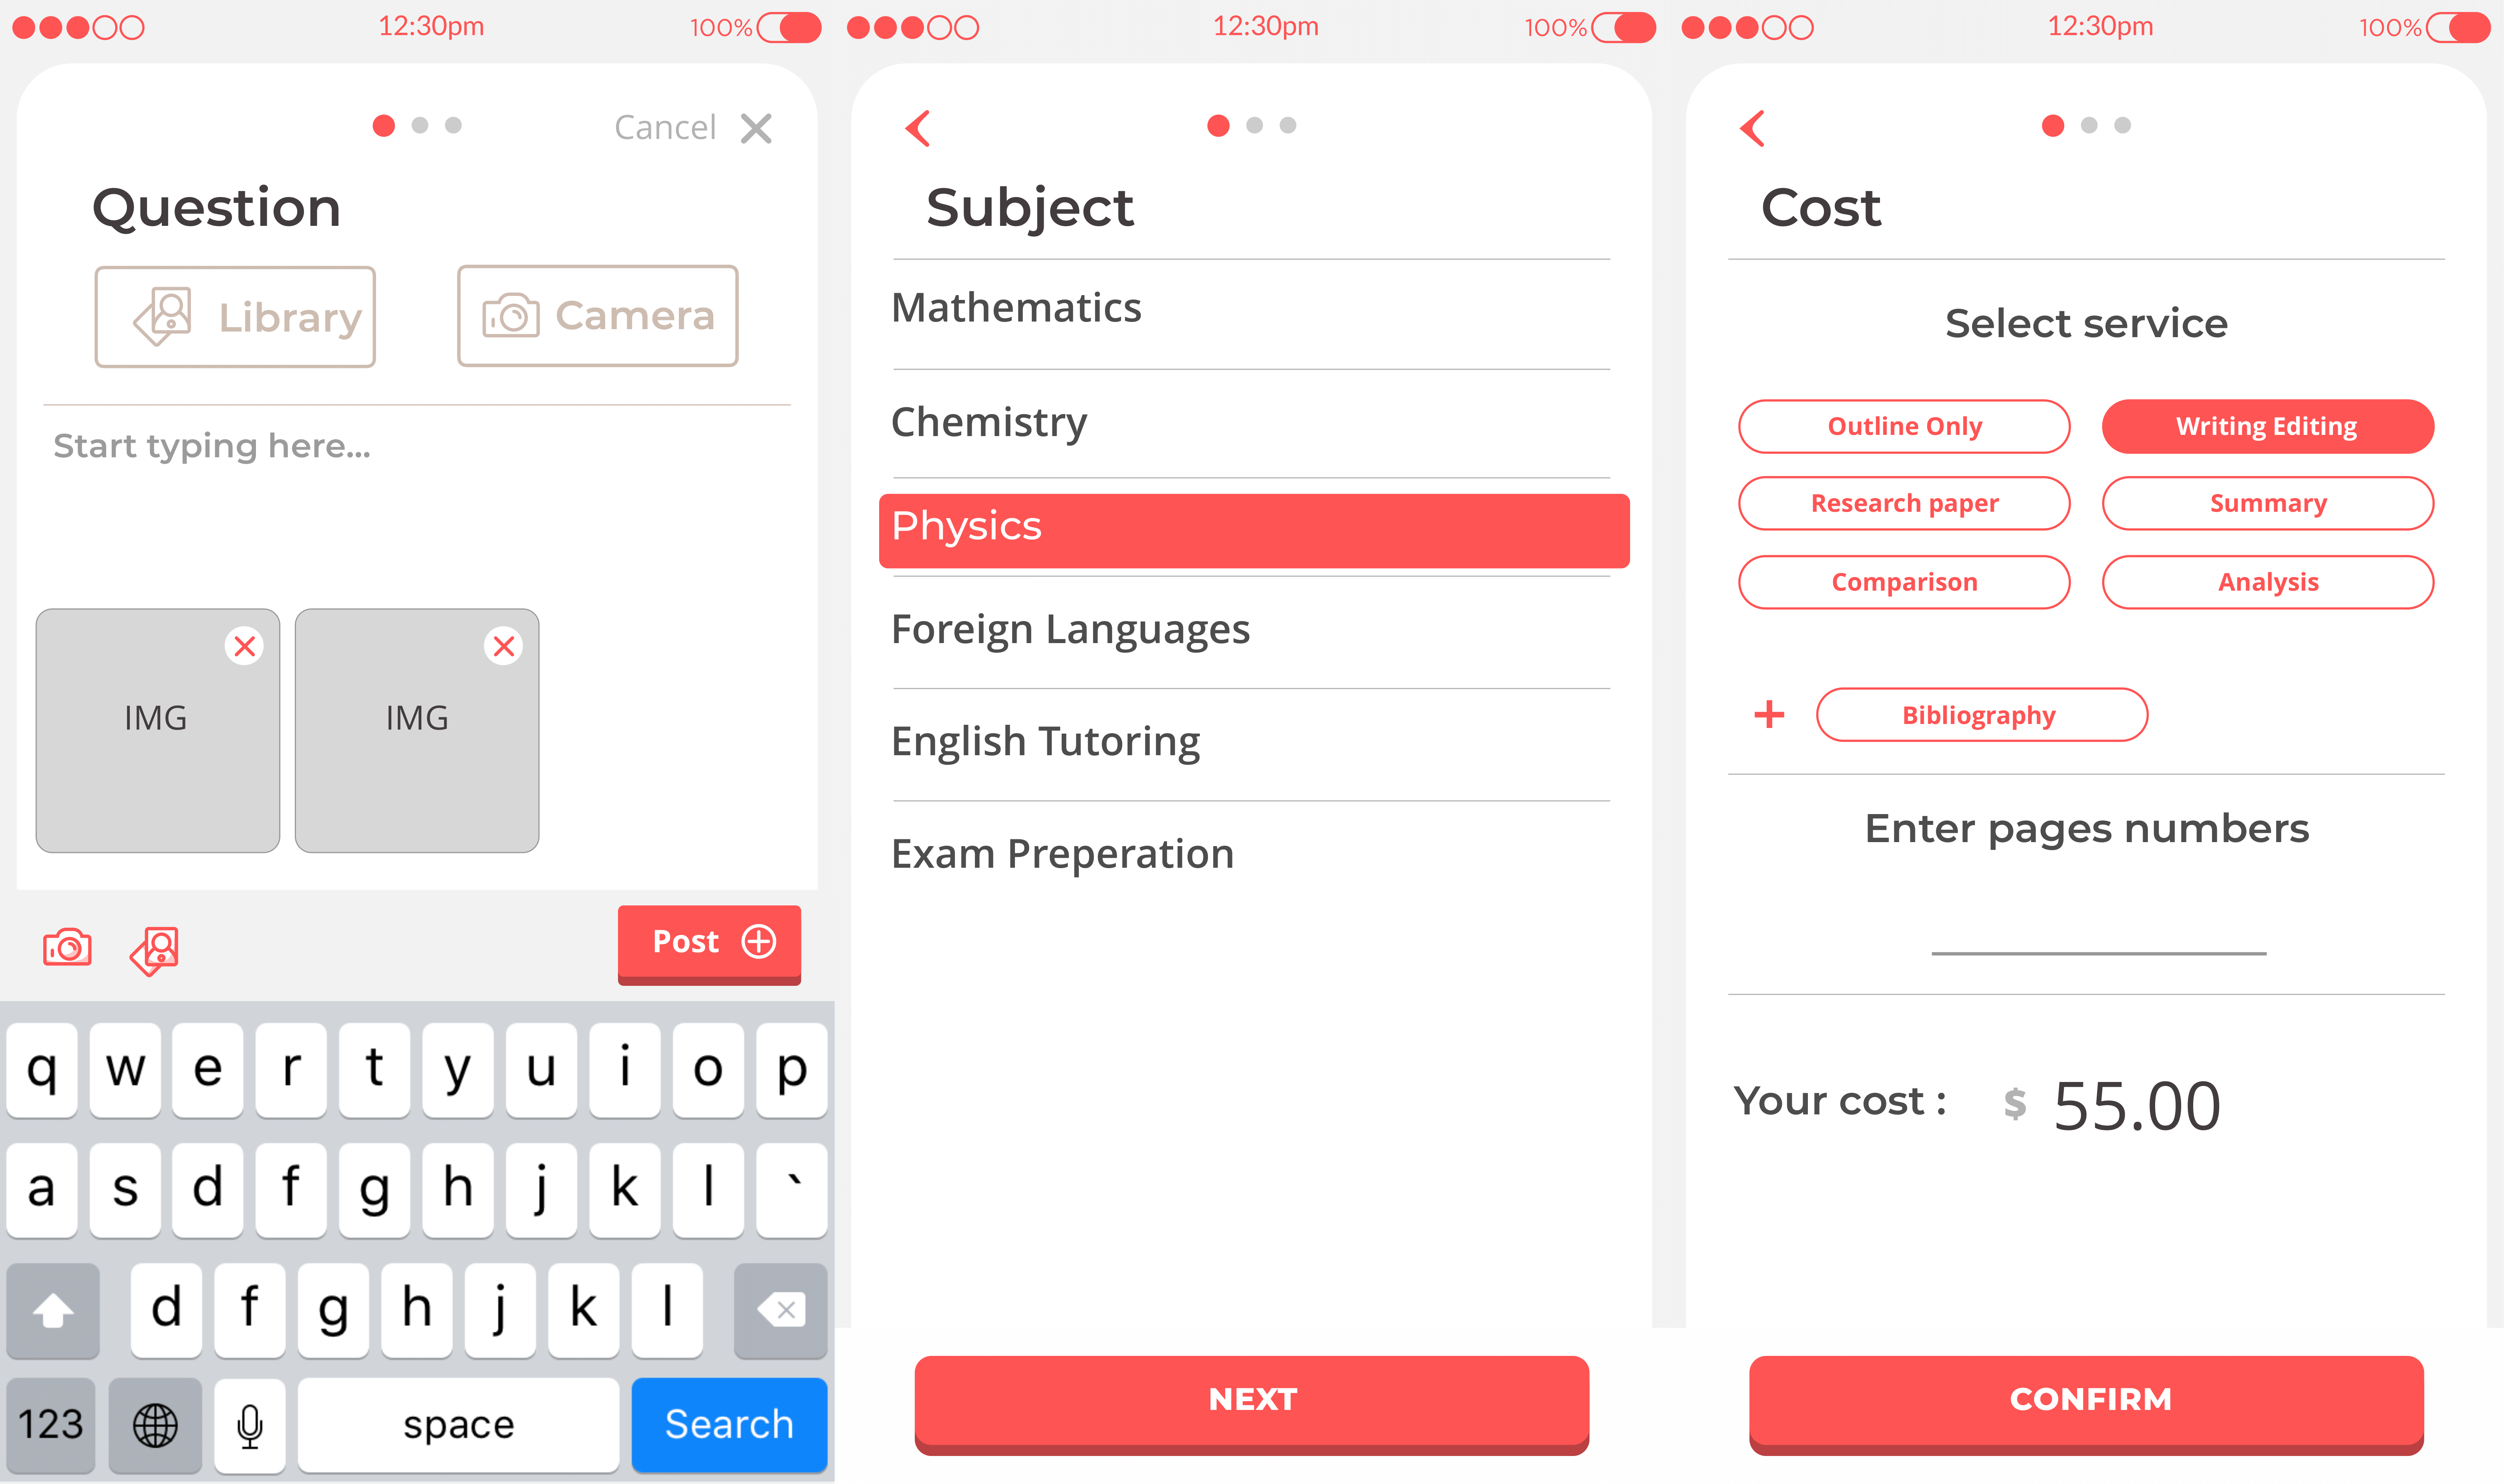 12:30pm
100%
Cancel
Question
Library
Camera
Start typing here...
IMG
IMG
Post
q w e r t y u i o p
a s d f g h j k l `
d f g h j k l
123
space
Search
12:30pm
100%
Subject
Mathematics
Chemistry
Physics
Foreign Languages
English Tutoring
Exam Preperation
NEXT
12:30pm
100%
Cost
Select service
Outline Only
Writing Editing
Research paper
Summary
Comparison
Analysis
+ Bibliography
Enter pages numbers
Your cost : $ 55.00
CONFIRM